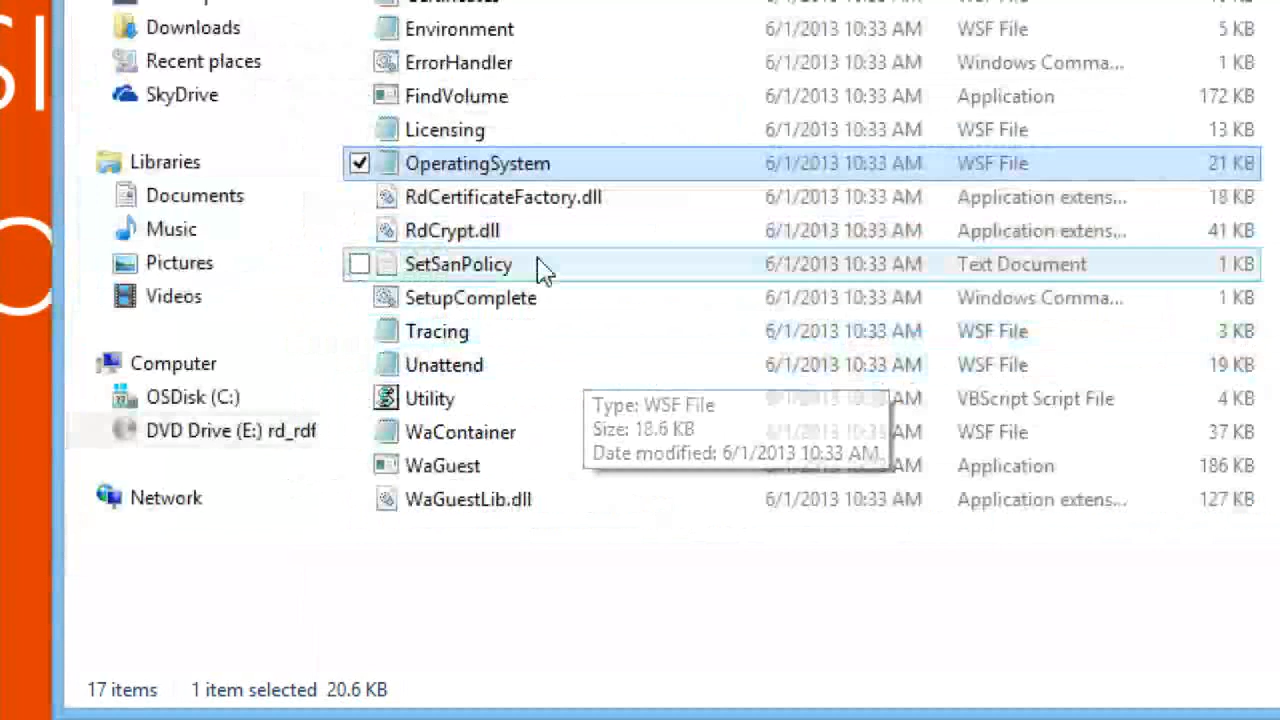 Downloads
Recent places
SkyDrive
Libraries
Documents
Music
Pictures
Videos
Computer
OSDisk (C:)
DVD Drive (E:) rd_rdf
Network
Environment 6/1/2013 10:33 AM WSF File 5 KB
ErrorHandler 6/1/2013 10:33 AM Windows Comma... 1 KB
FindVolume 6/1/2013 10:33 AM Application 172 KB
Licensing 6/1/2013 10:33 AM WSF File 13 KB
OperatingSystem 6/1/2013 10:33 AM WSF File 21 KB
RdCertificateFactory.dll 6/1/2013 10:33 AM Application extens... 18 KB
RdCrypt.dll 6/1/2013 10:33 AM Application extens... 41 KB
SetSanPolicy 6/1/2013 10:33 AM Text Document 1 KB
SetupComplete 6/1/2013 10:33 AM Windows Comma... 1 KB
Tracing 6/1/2013 10:33 AM WSF File 3 KB
Unattend 6/1/2013 10:33 AM WSF File 19 KB
Utility AM VBScript Script File 4 KB
WaContainer AM WSF File 37 KB
WaGuest AM Application 186 KB
WaGuestLib.dll 6/1/2013 10:33 AM Application extens... 127 KB
Type: WSF File
Size: 18.6 KB
Date modified: 6/1/2013 10:33 AM
17 items 1 item selected 20.6 KB